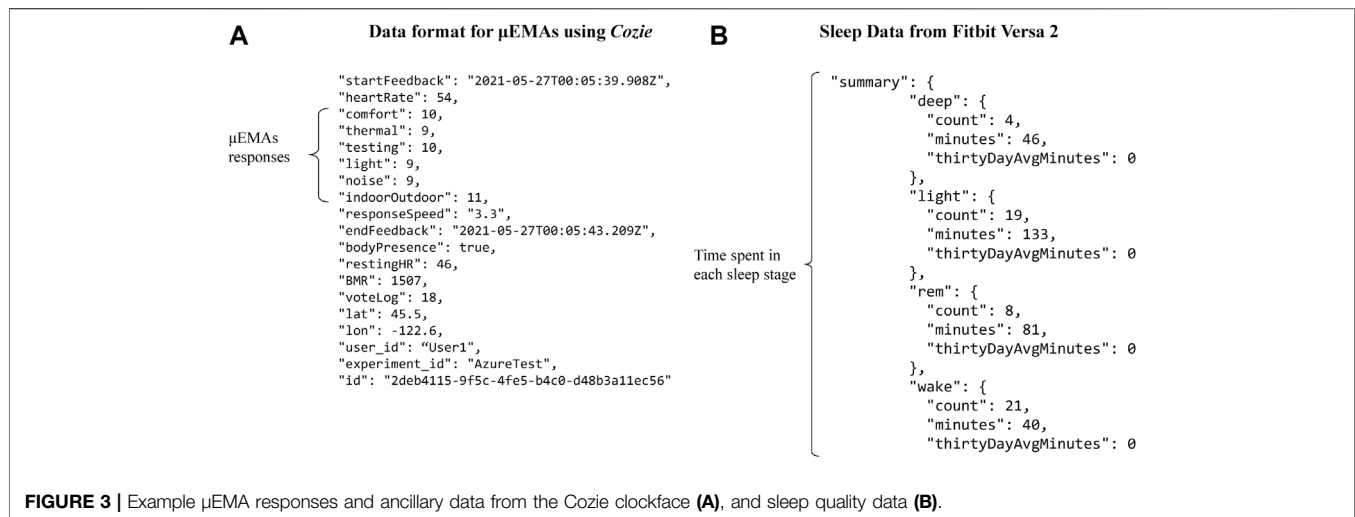 A
Data format for μEMAs using Cozie
"startFeedback": "2021-05-27T00:05:39.908Z",
"heartRate": 54,
"comfort": 10,
"thermal": 9,
"testing": 10,
"light": 9,
"noise": 9,
"indoorOutdoor": 11,
"responseSpeed": "3.3",
"endFeedback": "2021-05-27T00:05:43.209Z",
"bodyPresence": true,
"restingHR": 46,
"BMR": 1507,
"voteLog": 18,
"lat": 45.5,
"lon": -122.6,
"user_id": “User1",
"experiment_id": "AzureTest",
"id": "2deb4115-9f5c-4fe5-b4c0-d48b3a11ec56"
μEMAs
responses
B
Sleep Data from Fitbit Versa 2
"summary": {
"deep": {
"count": 4,
"minutes": 46,
"thirtyDayAvgMinutes": 0
},
"light": {
"count": 19,
"minutes": 133,
"thirtyDayAvgMinutes": 0
},
"rem": {
"count": 8,
"minutes": 81,
"thirtyDayAvgMinutes": 0
},
"wake": {
"count": 21,
"minutes": 40,
"thirtyDayAvgMinutes": 0
Time spent in
each sleep stage
FIGURE 3 | Example μEMA responses and ancillary data from the Cozie clockface (A), and sleep quality data (B).